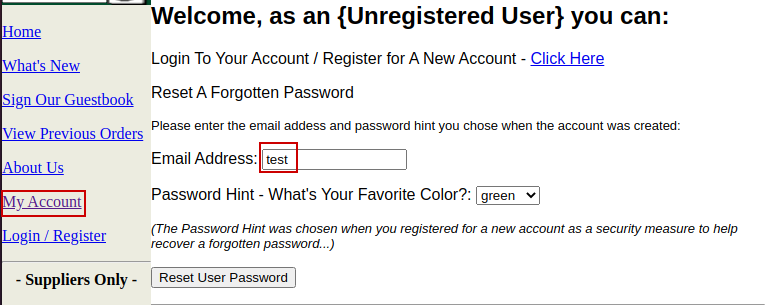 Welcome, as an {Unregistered User} you can:
Home
What's New
Sign Our Guestbook
View Previous Orders
About Us
My Account
Login / Register
- Suppliers Only -
Login To Your Account / Register for A New Account - Click Here
Reset A Forgotten Password
Please enter the email addess and password hint you chose when the account was created:
Email Address: test
Password Hint - What's Your Favorite Color?: green
(The Password Hint was chosen when you registered for a new account as a security measure to help
recover a forgotten password...)
Reset User Password